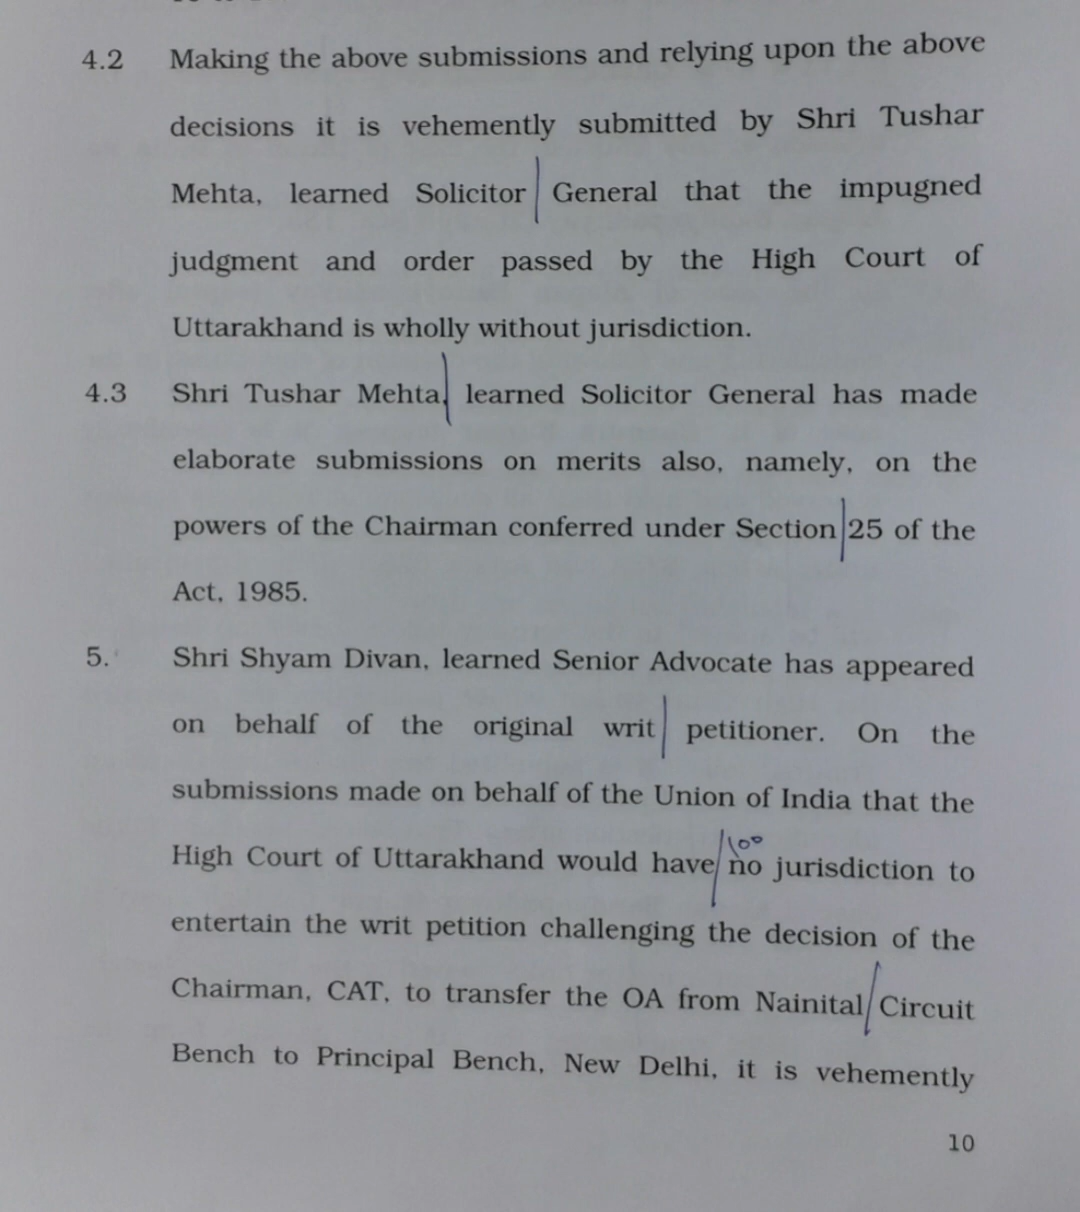 4.2 Making the above submissions and relying upon the above
decisions it is vehemently submitted by Shri Tushar
Mehta, learned Solicitor General that the impugned
judgment and order passed by the High Court of
Uttarakhand is wholly without jurisdiction.
4.3 Shri Tushar Mehta, learned Solicitor General has made
elaborate submissions on merits also, namely, on the
powers of the Chairman conferred under Section 25 of the
Act, 1985.
5. Shri Shyam Divan, learned Senior Advocate has appeared
on behalf of the original writ petitioner. On the
submissions made on behalf of the Union of India that the
100
High Court of Uttarakhand would have no jurisdiction to
entertain the writ petition challenging the decision of the
Chairman, CAT, to transfer the OA from Nainital Circuit
Bench to Principal Bench, New Delhi, it is vehemently
10